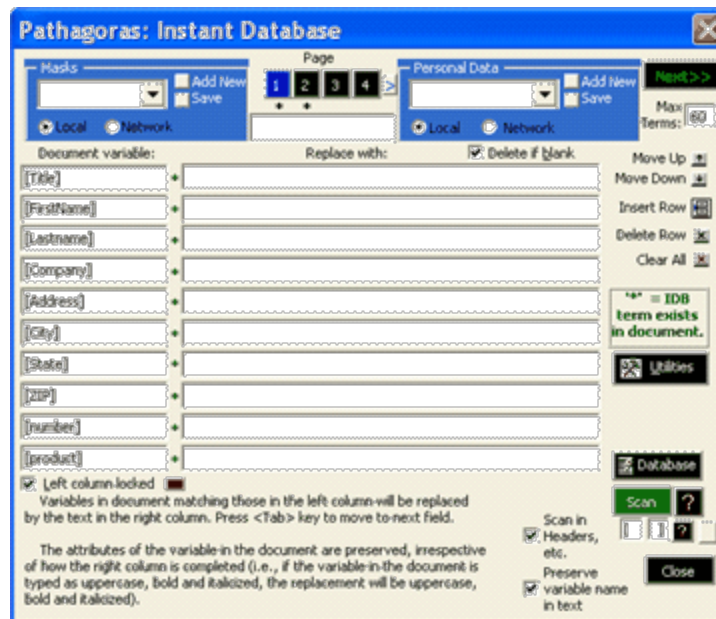 Pathagoras: Instant Database
Masks
Add New
Save
Local Network
Page
1 2 3 4 >
Personal Data
Add New
Save
Local Network
Next>>
Max
Terms: 60
Document variable: Replace with: Delete if blank
Move Up
Move Down
Insert Row
Delete Row
Clear All
[Title]
[FirstName]
[Lastname]
[Company]
[Address]
[City]
[State]
[ZIP]
[number]
[product]
"*" = IDB
term exists
in document.
Utilities
Database
Scan ?
[ ] ?
Close
Left column-locked
Variables in document matching those in the left column-will be replaced
by the text in the right column. Press <Tab> key to move to-next field.
The attributes of the variable-in the document are preserved, irrespective
of how the right column is completed (i.e., if the variable-in-the document is
typed as uppercase, bold and italicized, the replacement will be uppercase,
bold and italicized).
Scan in
Headers,
etc.
Preserve
variable name
in text